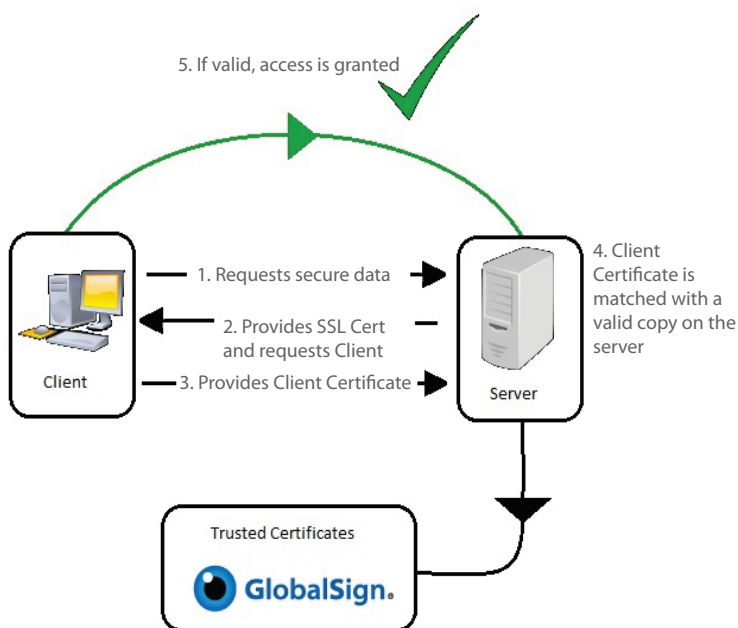 5. If valid, access is granted
1. Requests secure data
2. Provides SSL Cert
and requests Client
3. Provides Client Certificate
Client
Server
4. Client
Certificate is
matched with a
valid copy on the
server
Trusted Certificates
GlobalSign.